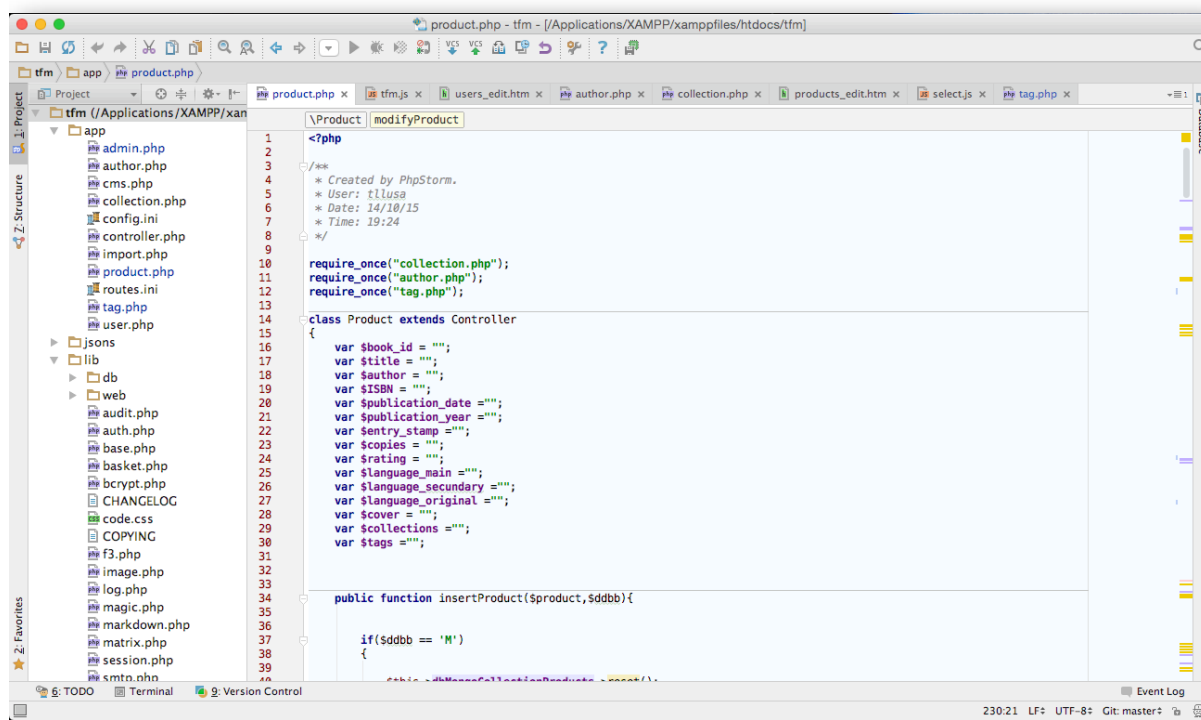 product.php - tfm - [/Applications/XAMPP/xamppfiles/htdocs/tfm]
VCS VCS
tfm app product.php
1: Project
Z: Structure
2: Favorites
Project
product.php tfm.js users_edit.htm author.php collection.php products_edit.htm select.js tag.php
Database
tfm (/Applications/XAMPP/xan
app
admin.php
author.php
cms.php
collection.php
config.ini
controller.php
import.php
product.php
routes.ini
tag.php
user.php
jsons
lib
db
web
audit.php
auth.php
base.php
basket.php
bcrypt.php
CHANGELOG
code.css
COPYING
f3.php
image.php
log.php
magic.php
markdown.php
matrix.php
session.php
smtp.php
\Product modifyProduct
1 <?php
2
3 /**
4 * Created by PhpStorm.
5 * User: tllusa
6 * Date: 14/10/15
7 * Time: 19:24
8 */
9
10 require_once("collection.php");
11 require_once("author.php");
12 require_once("tag.php");
13
14 class Product extends Controller
15 {
16 var $book_id = "";
17 var $title = "";
18 var $author = "";
19 var $ISBN = "";
20 var $publication_date ="";
21 var $publication_year ="";
22 var $entry_stamp ="";
23 var $copies = "";
24 var $rating = "";
25 var $language_main ="";
26 var $language_secundary ="";
27 var $language_original ="";
28 var $cover = "";
29 var $collections ="";
30 var $tags ="";
31
32
33
34 public function insertProduct($product,$ddbb){
35
36
37 if($ddbb == 'M')
38 {
39
40 $this->dbMongoCollectionProducts->reset();
6: TODO Terminal 9: Version Control Event Log
230:21 LF UTF-8 Git: master